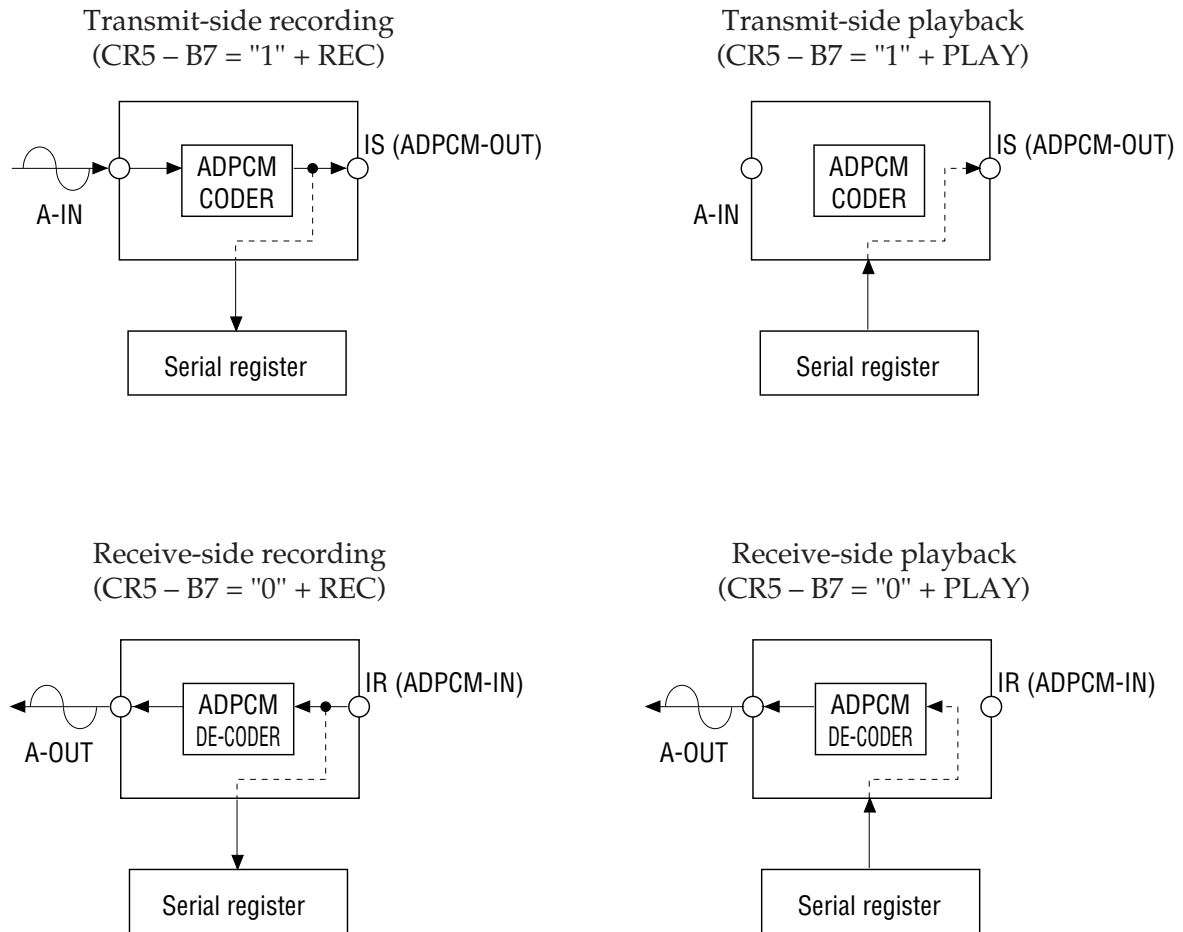 Transmit-side recording
(CR5 – B7 = "1" + REC)
A-IN
ADPCM
CODER
IS (ADPCM-OUT)
Serial register
Transmit-side playback
(CR5 – B7 = "1" + PLAY)
A-IN
ADPCM
CODER
IS (ADPCM-OUT)
Serial register
Receive-side recording
(CR5 – B7 = "0" + REC)
A-OUT
ADPCM
DE-CODER
IR (ADPCM-IN)
Serial register
Receive-side playback
(CR5 – B7 = "0" + PLAY)
A-OUT
ADPCM
DE-CODER
IR (ADPCM-IN)
Serial register